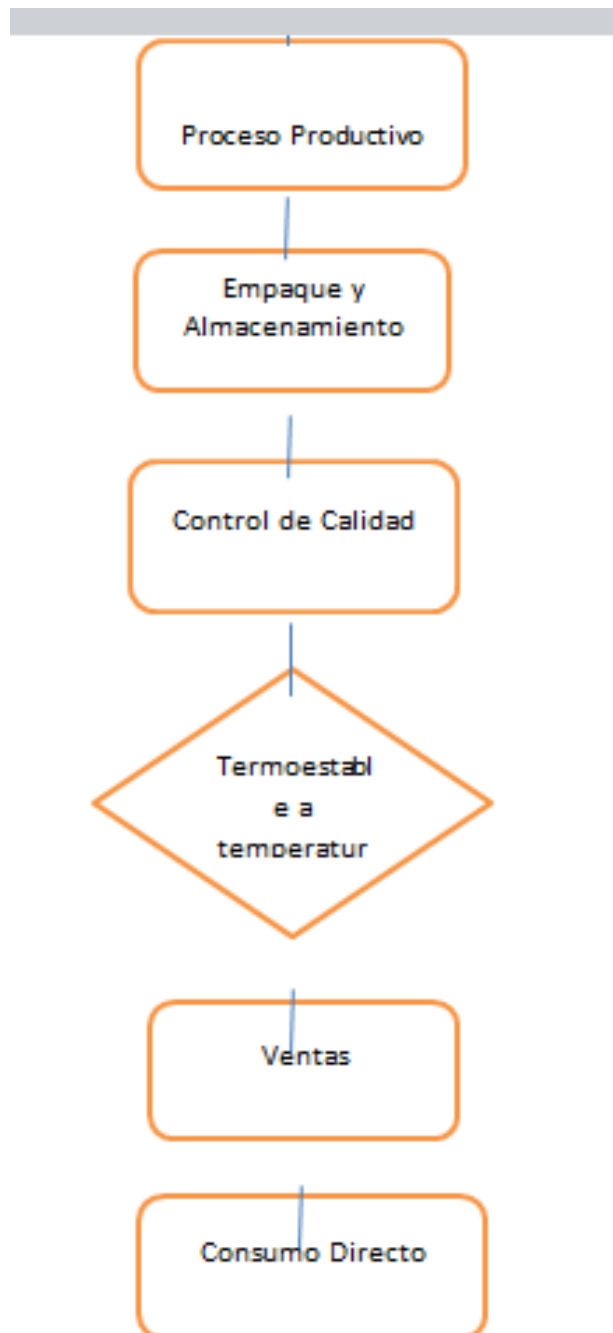 Proceso Productivo
Empaque y
Almacenamiento
Control de Calidad
Termoestabl
e a
temperatur
Ventas
Consumo Directo